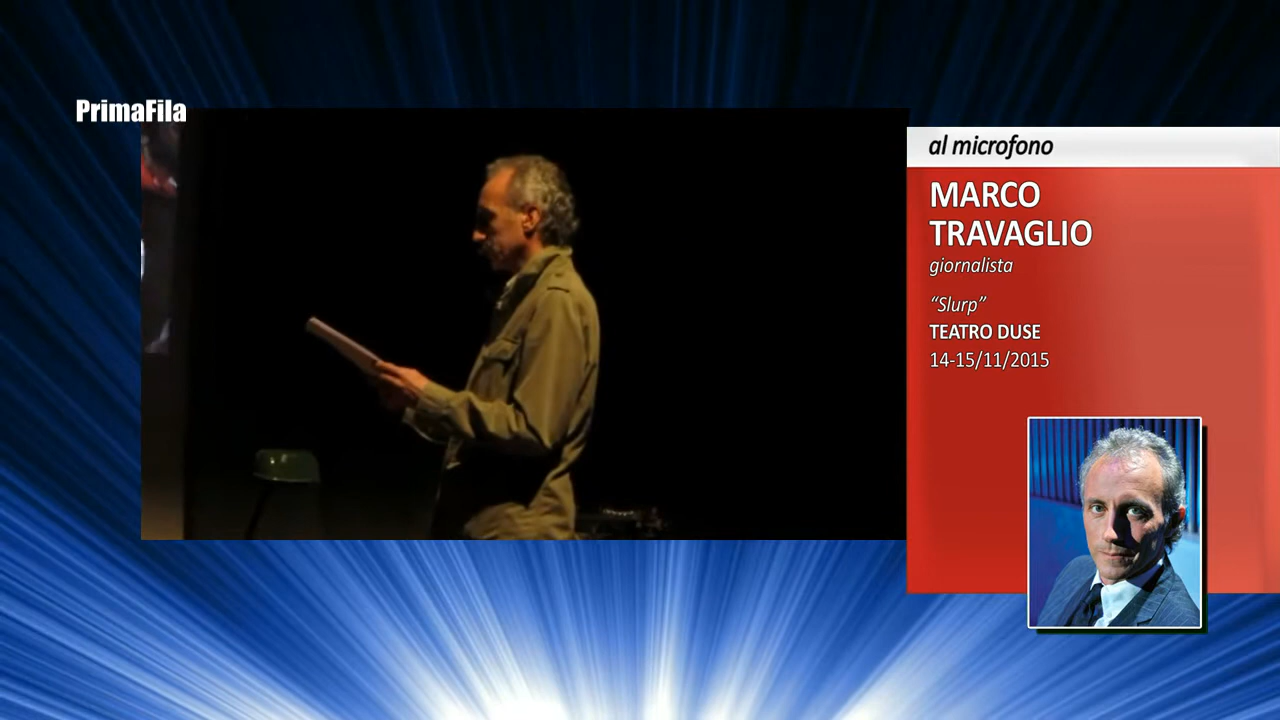 PrimaFila
al microfono
MARCO
TRAVAGLIO
giornalista
“Slurp”
TEATRO DUSE
14-15/11/2015